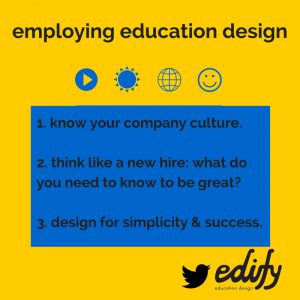 employing education design
1. know your company culture.
2. think like a new hire: what do
you need to know to be great?
3. design for simplicity & success.
edify
education design